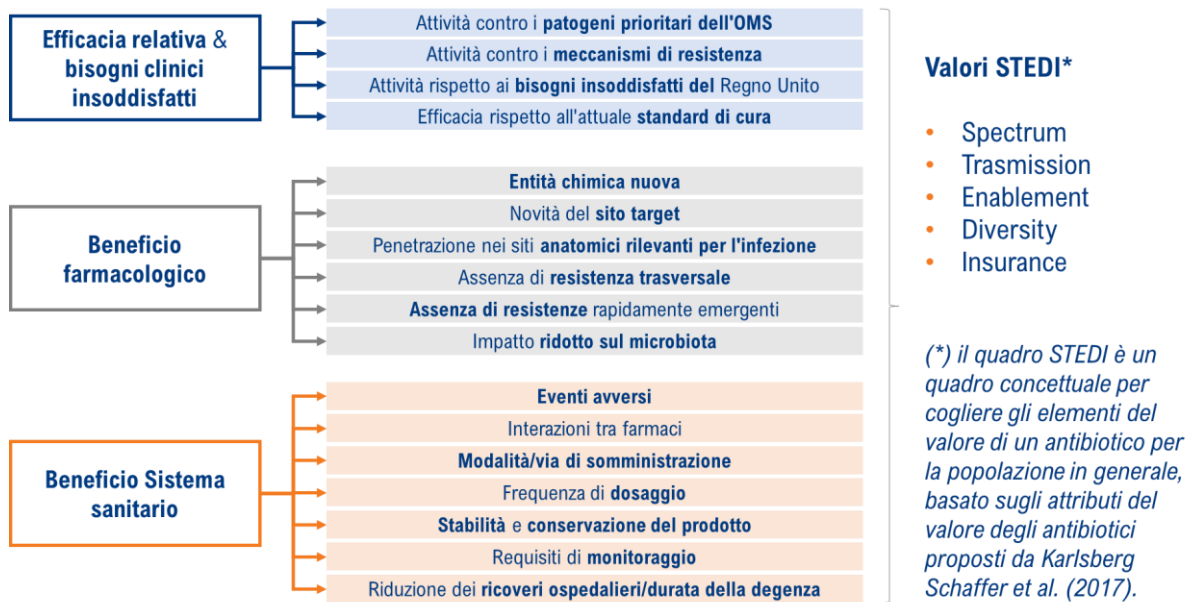 Efficacia relativa &
bisogni clinici
insoddisfatti
Attività contro i patogeni prioritari dell'OMS
Attività contro i meccanismi di resistenza
Attività rispetto ai bisogni insoddisfatti del Regno Unito
Efficacia rispetto all'attuale standard di cura
Beneficio
farmacologico
Entità chimica nuova
Novità del sito target
Penetrazione nei siti anatomici rilevanti per l'infezione
Assenza di resistenza trasversale
Assenza di resistenze rapidamente emergenti
Impatto ridotto sul microbiota
Beneficio Sistema
sanitario
Eventi avversi
Interazioni tra farmaci
Modalità/via di somministrazione
Frequenza di dosaggio
Stabilità e conservazione del prodotto
Requisiti di monitoraggio
Riduzione dei ricoveri ospedalieri/durata della degenza
Valori STEDI*
• Spectrum
• Trasmission
• Enablement
• Diversity
• Insurance
(*) il quadro STEDI è un
quadro concettuale per
cogliere gli elementi del
valore di un antibiotico per
la popolazione in generale,
basato sugli attributi del
valore degli antibiotici
proposti da Karlsberg
Schaffer et al. (2017).